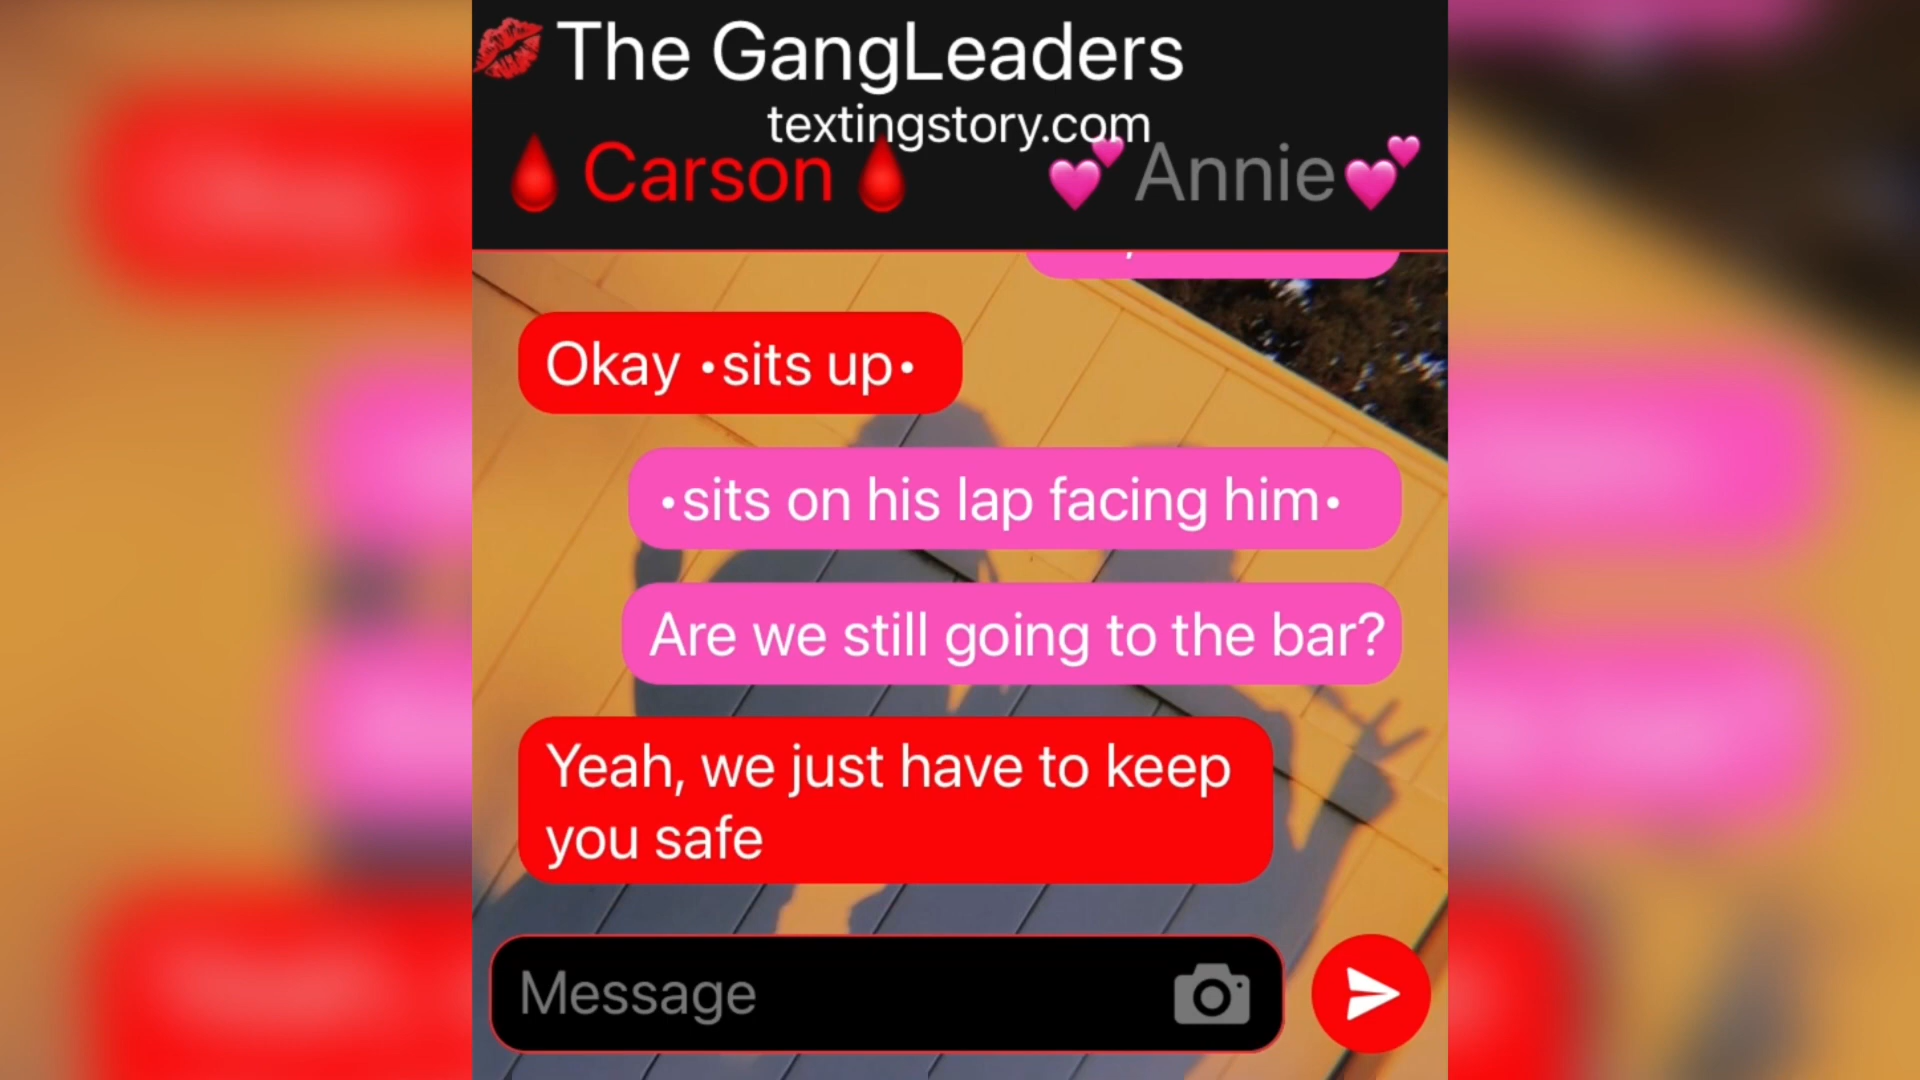 The GangLeaders
textingstory.com
Carson
Annie
Okay •sits up•
•sits on his lap facing him•
Are we still going to the bar?
Yeah, we just have to keep
you safe
Message